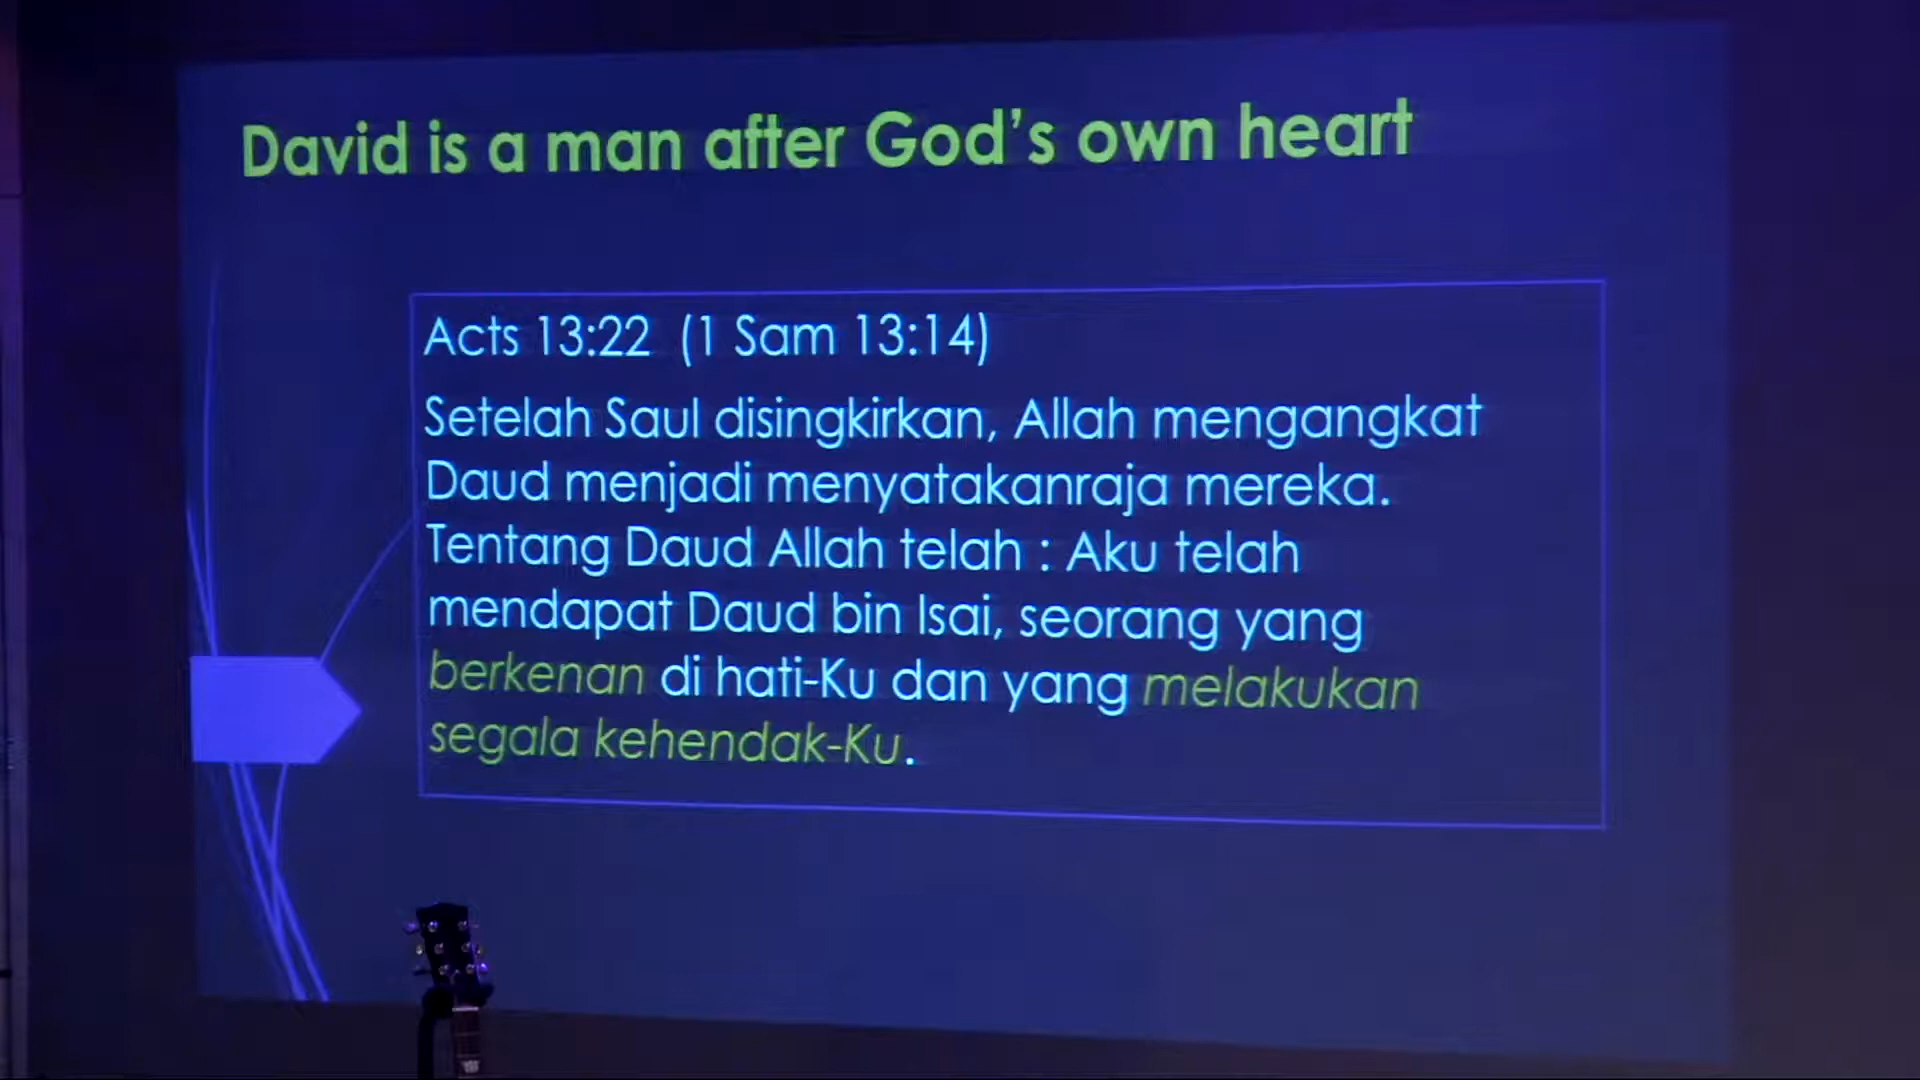 David is a man after God's own heart
Acts 13:22 (1 Sam 13:14)
Setelah Saul disingkirkan, Allah mengangkat
Daud menjadi menyatakanraja mereka.
Tentang Daud Allah telah : Aku telah
mendapat Daud bin Isai, seorang yang
berkenan di hati-Ku dan yang melakukan
segala kehendak-Ku.